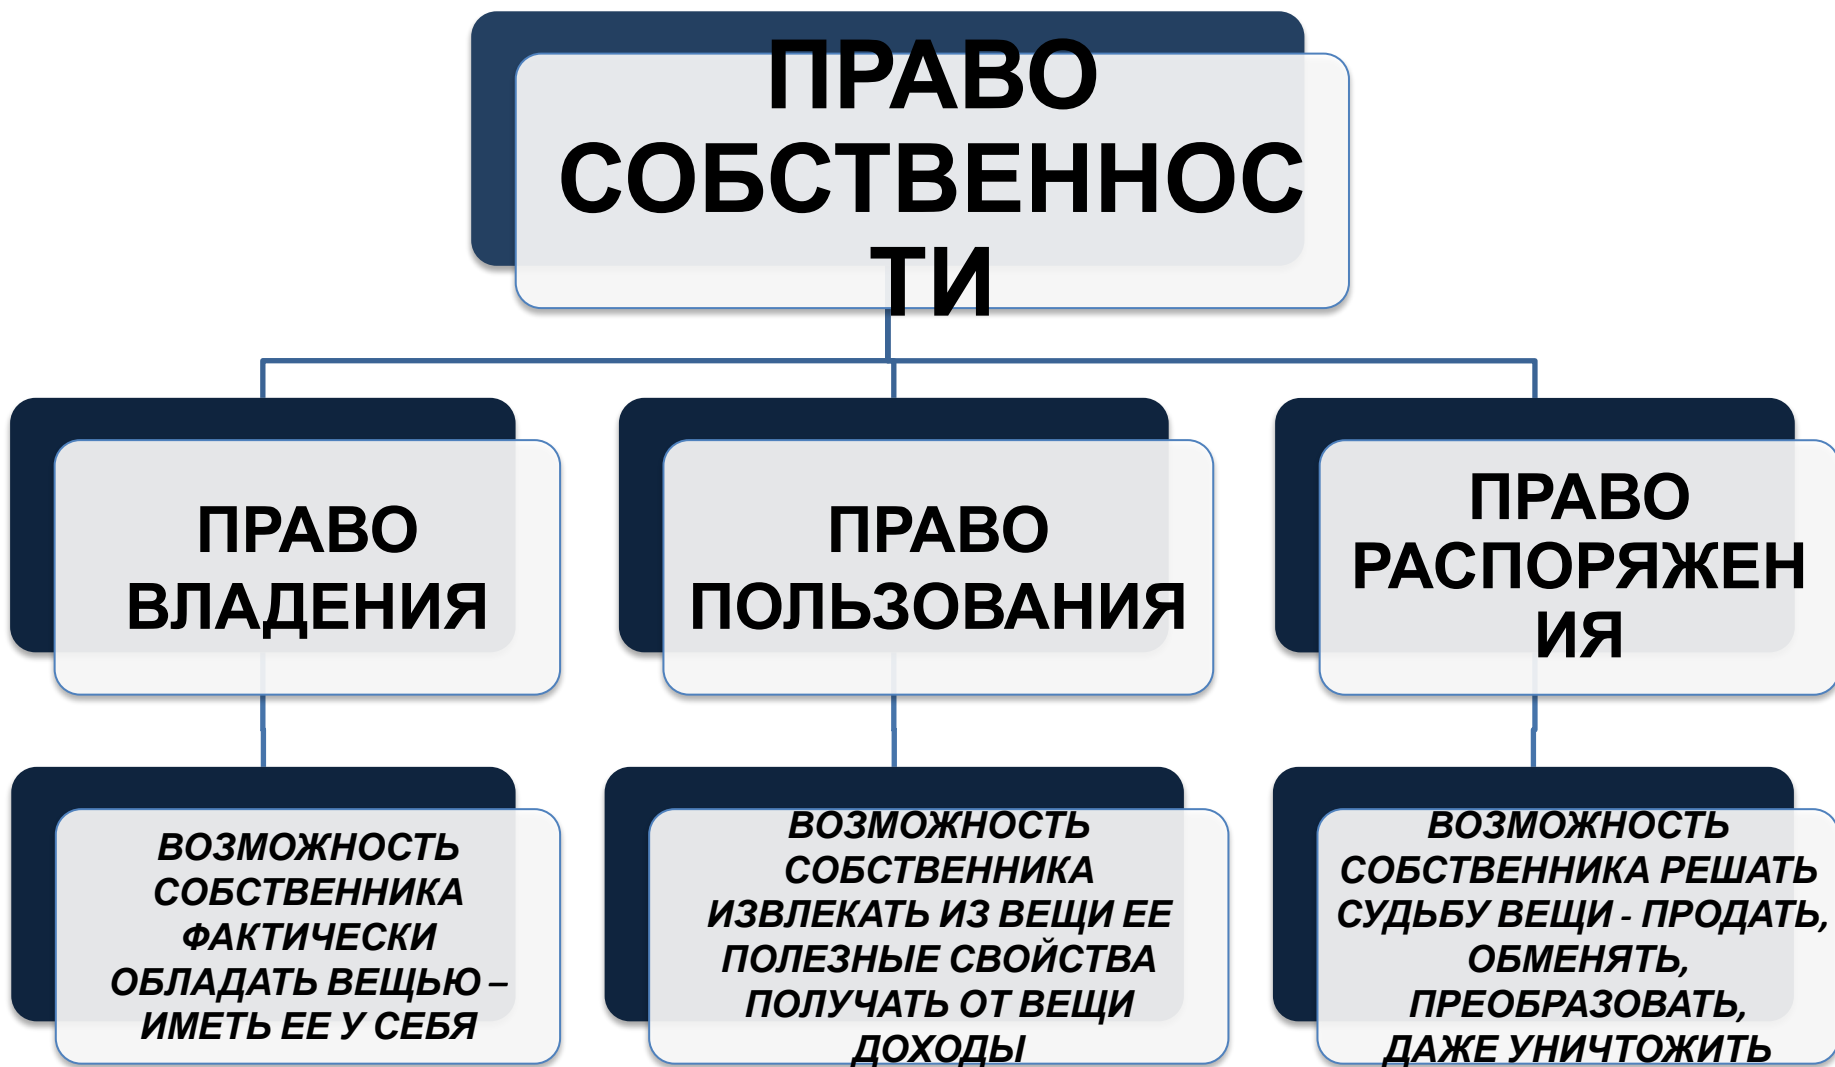 ПРАВО
СОБСТВЕННОС
ТИ
ПРАВО
ВЛАДЕНИЯ
ПРАВО
ПОЛЬЗОВАНИЯ
ПРАВО
РАСПОРЯЖЕН
ИЯ
ВОЗМОЖНОСТЬ
СОБСТВЕННИКА
ФАКТИЧЕСКИ
ОБЛАДАТЬ ВЕЩЬЮ –
ИМЕТЬ ЕЕ У СЕБЯ
ВОЗМОЖНОСТЬ
СОБСТВЕННИКА
ИЗВЛЕКАТЬ ИЗ ВЕЩИ ЕЕ
ПОЛЕЗНЫЕ СВОЙСТВА
ПОЛУЧАТЬ ОТ ВЕЩИ
ДОХОДЫ
ВОЗМОЖНОСТЬ
СОБСТВЕННИКА РЕШАТЬ
СУДЬБУ ВЕЩИ - ПРОДАТЬ,
ОБМЕНЯТЬ,
ПРЕОБРАЗОВАТЬ,
ДАЖЕ УНИЧТОЖИТЬ